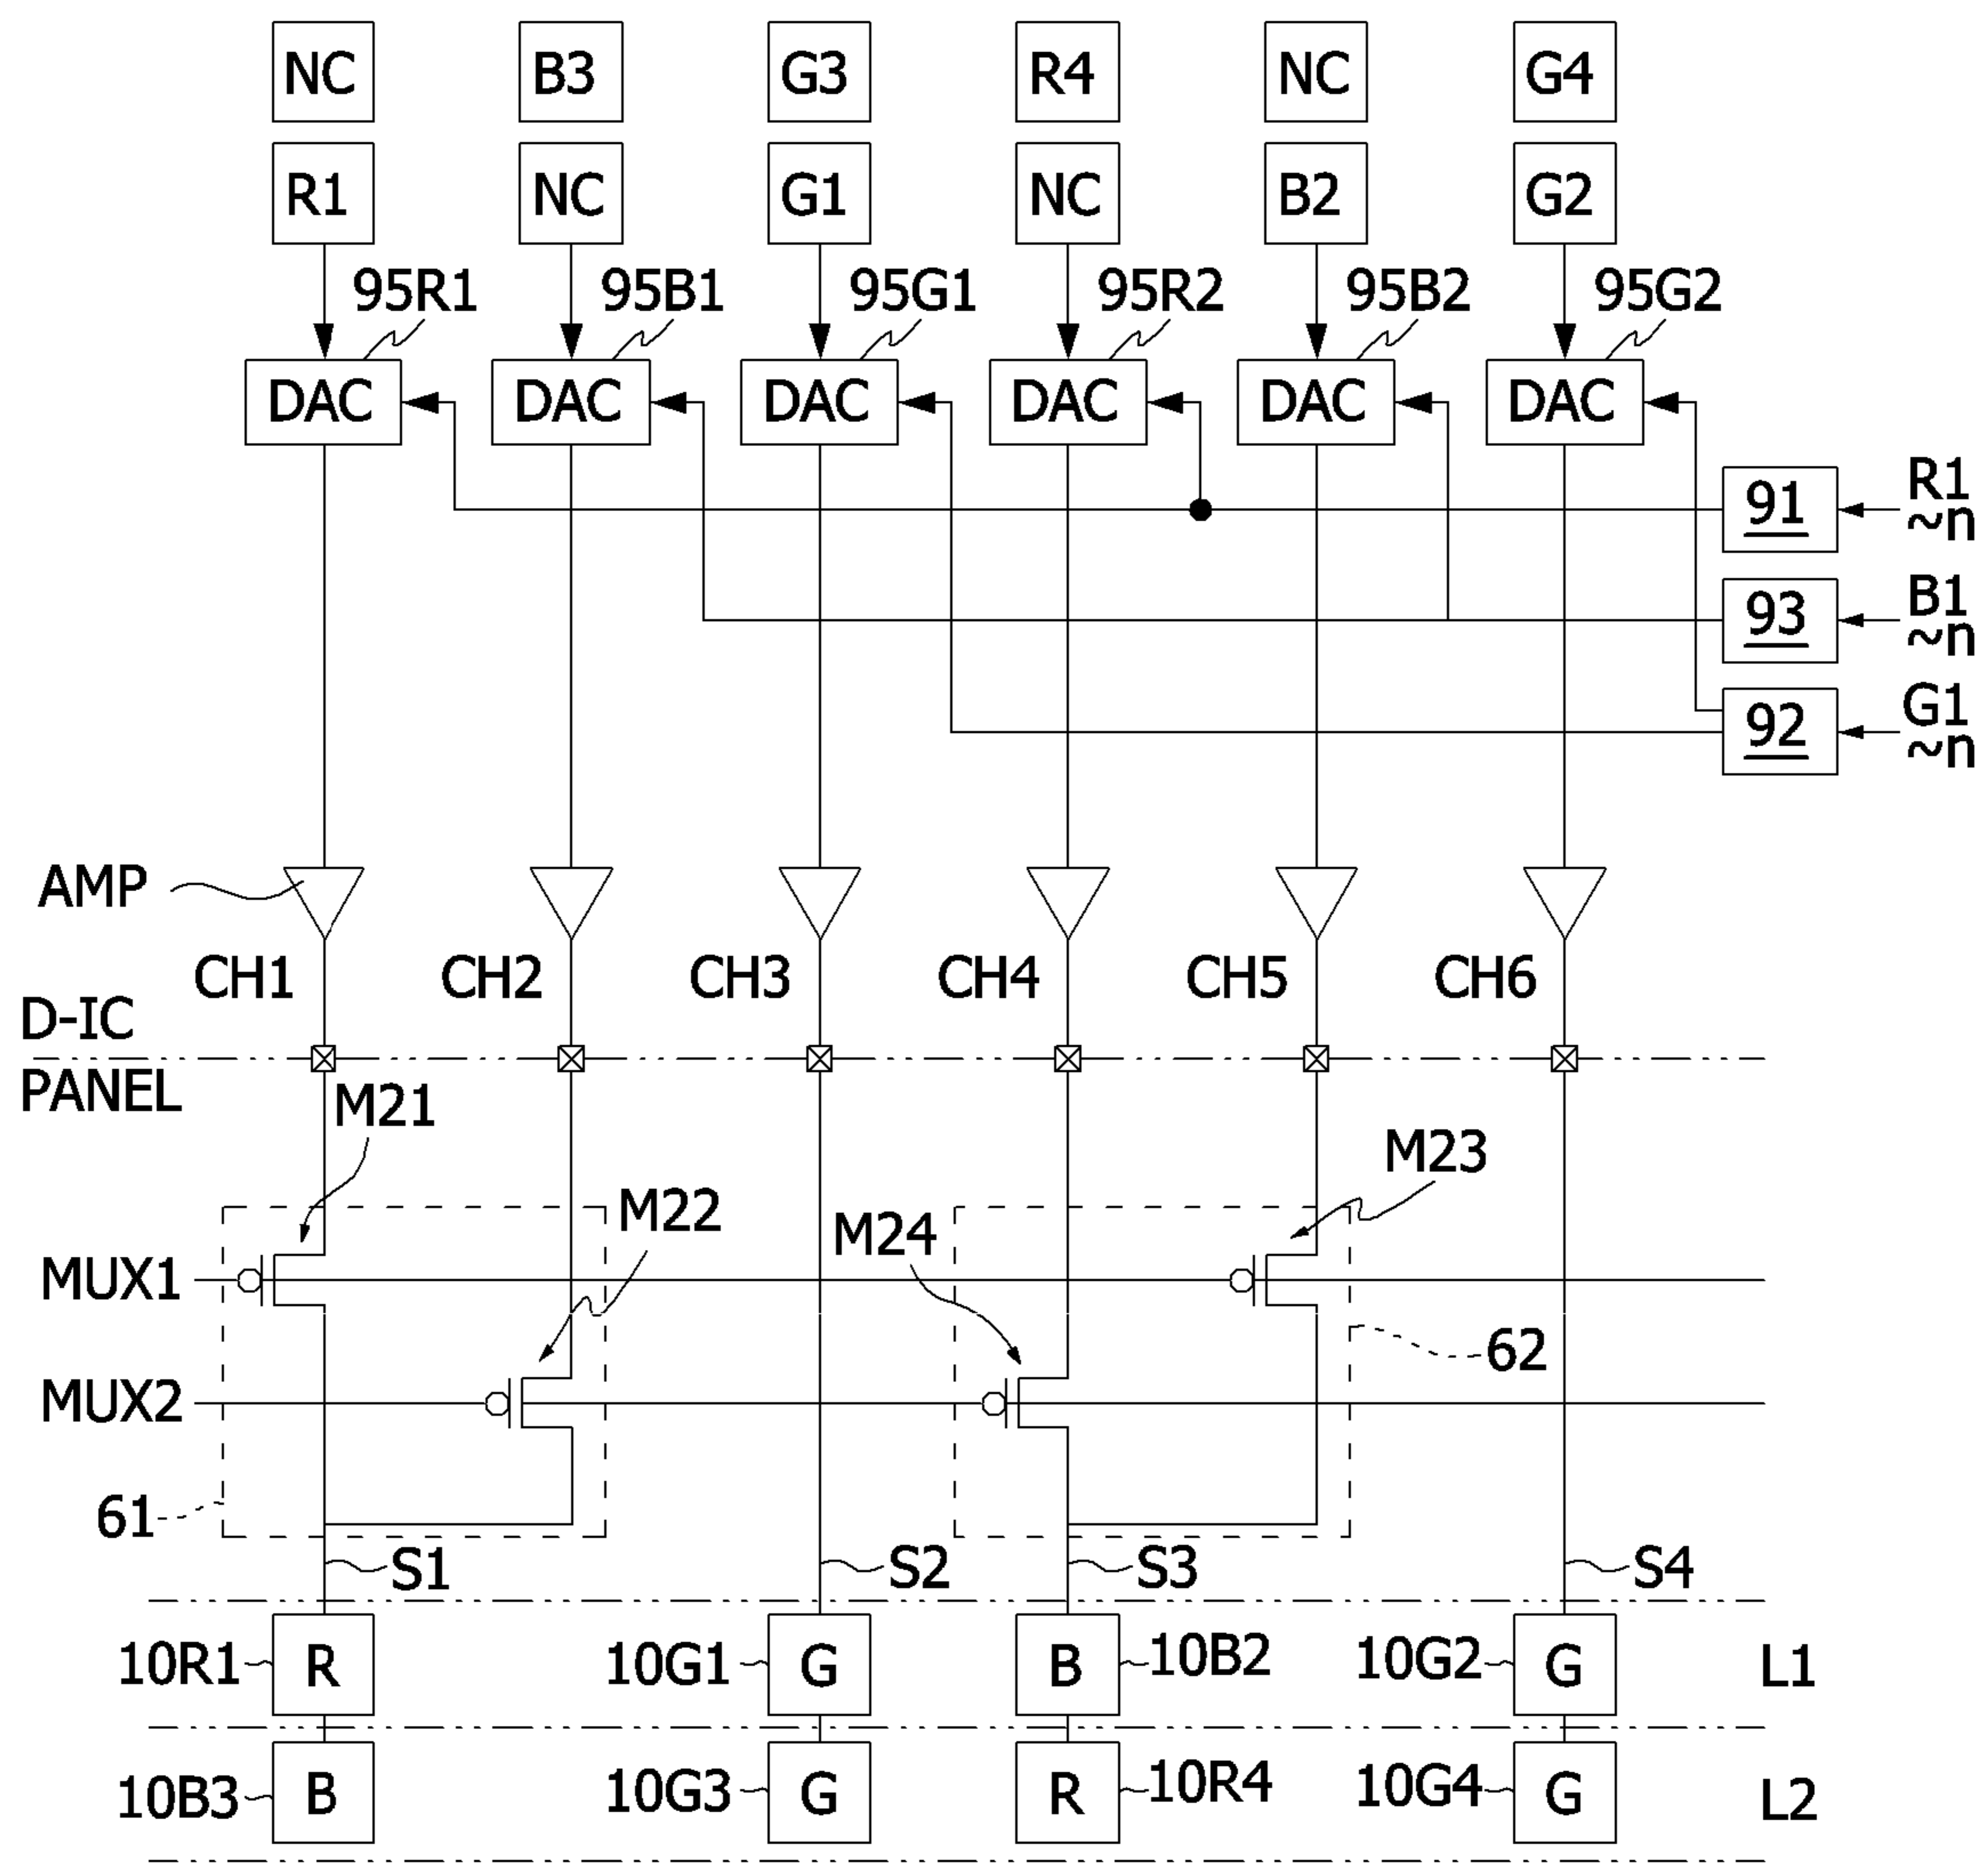 NC B3 G3 R4 NC G4
R1 NC G1 NC B2 G2
95R1 95B1 95G1 95R2 95B2 95G2
DAC DAC DAC DAC DAC DAC
91 R1
~n
93 B1
~n
92 G1
~n
AMP
CH1 CH2 CH3 CH4 CH5 CH6
D-IC
PANEL
M21
M23
M22
M24
MUX1
62
MUX2
61
S1 S2 S3 S4
10R1 R 10G1 G B 10B2 10G2 G L1
10B3 B 10G3 G R 10R4 10G4 G L2